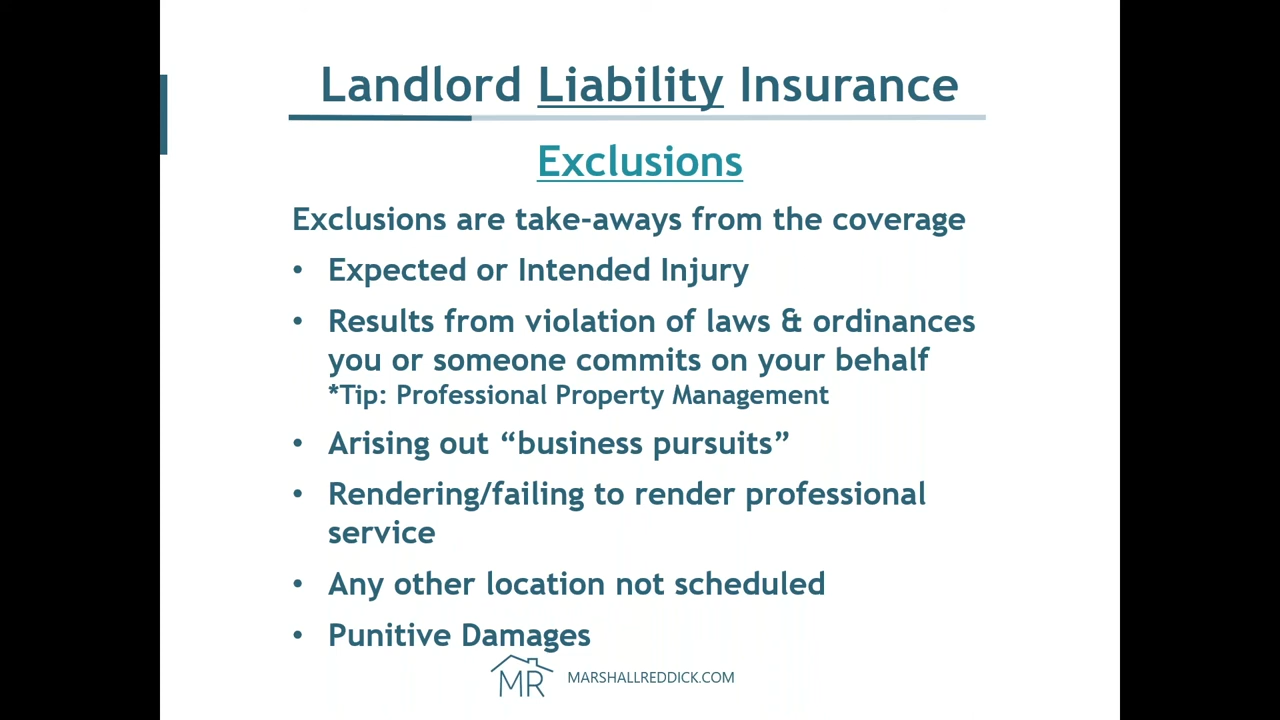 Landlord Liability Insurance
Exclusions
Exclusions are take-aways from the coverage
• Expected or Intended Injury
• Results from violation of laws & ordinances
you or someone commits on your behalf
*Tip: Professional Property Management
• Arising out “business pursuits”
• Rendering/failing to render professional
service
• Any other location not scheduled
• Punitive Damages
MR MARSHALLREDDICK.COM